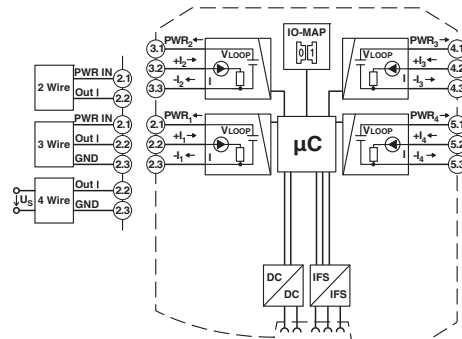 PWR2
3.1
+I2
3.2
-I2
3.3
VLOOP
I
IO-MAP
0 1
PWR3
4.1
+I3
4.2
-I3
4.3
VLOOP
I
2 Wire
PWR IN
2.1
Out I
2.2
3 Wire
PWR IN
2.1
Out I
2.2
GND
2.3
US
4 Wire
Out I
2.2
GND
2.3
PWR1
2.1
+I1
2.2
-I1
2.3
VLOOP
I
µC
PWR4
5.1
+I4
5.2
-I4
5.3
VLOOP
I
DC
DC
IFS
IFS